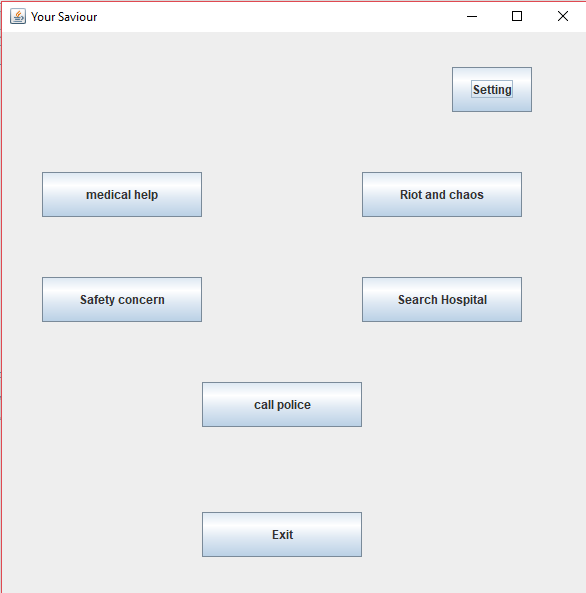 Your Saviour
Setting
medical help
Riot and chaos
Safety concern
Search Hospital
call police
Exit